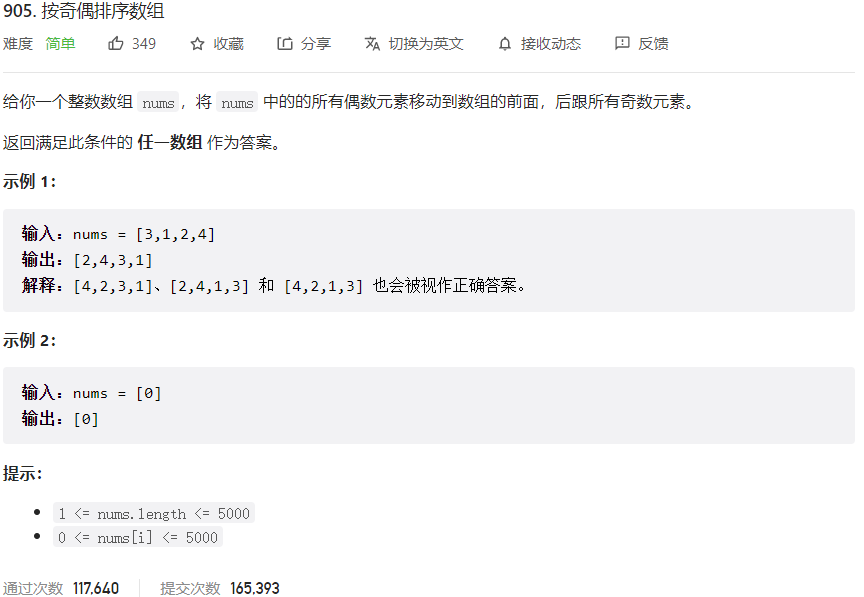 905. 按奇偶排序数组
难度 简单 349 收藏 分享 切换为英文 接收动态 反馈
给你一个整数数组 nums，将 nums 中的的所有偶数元素移动到数组的前面，后跟所有奇数元素。
返回满足此条件的 任一数组 作为答案。
示例 1：
输入：nums = [3,1,2,4]
输出：[2,4,3,1]
解释：[4,2,3,1]、[2,4,1,3] 和 [4,2,1,3] 也会被视作正确答案。
示例 2：
输入：nums = [0]
输出：[0]
提示：
1 <= nums.length <= 5000
0 <= nums[i] <= 5000
通过次数 117,640 提交次数 165,393